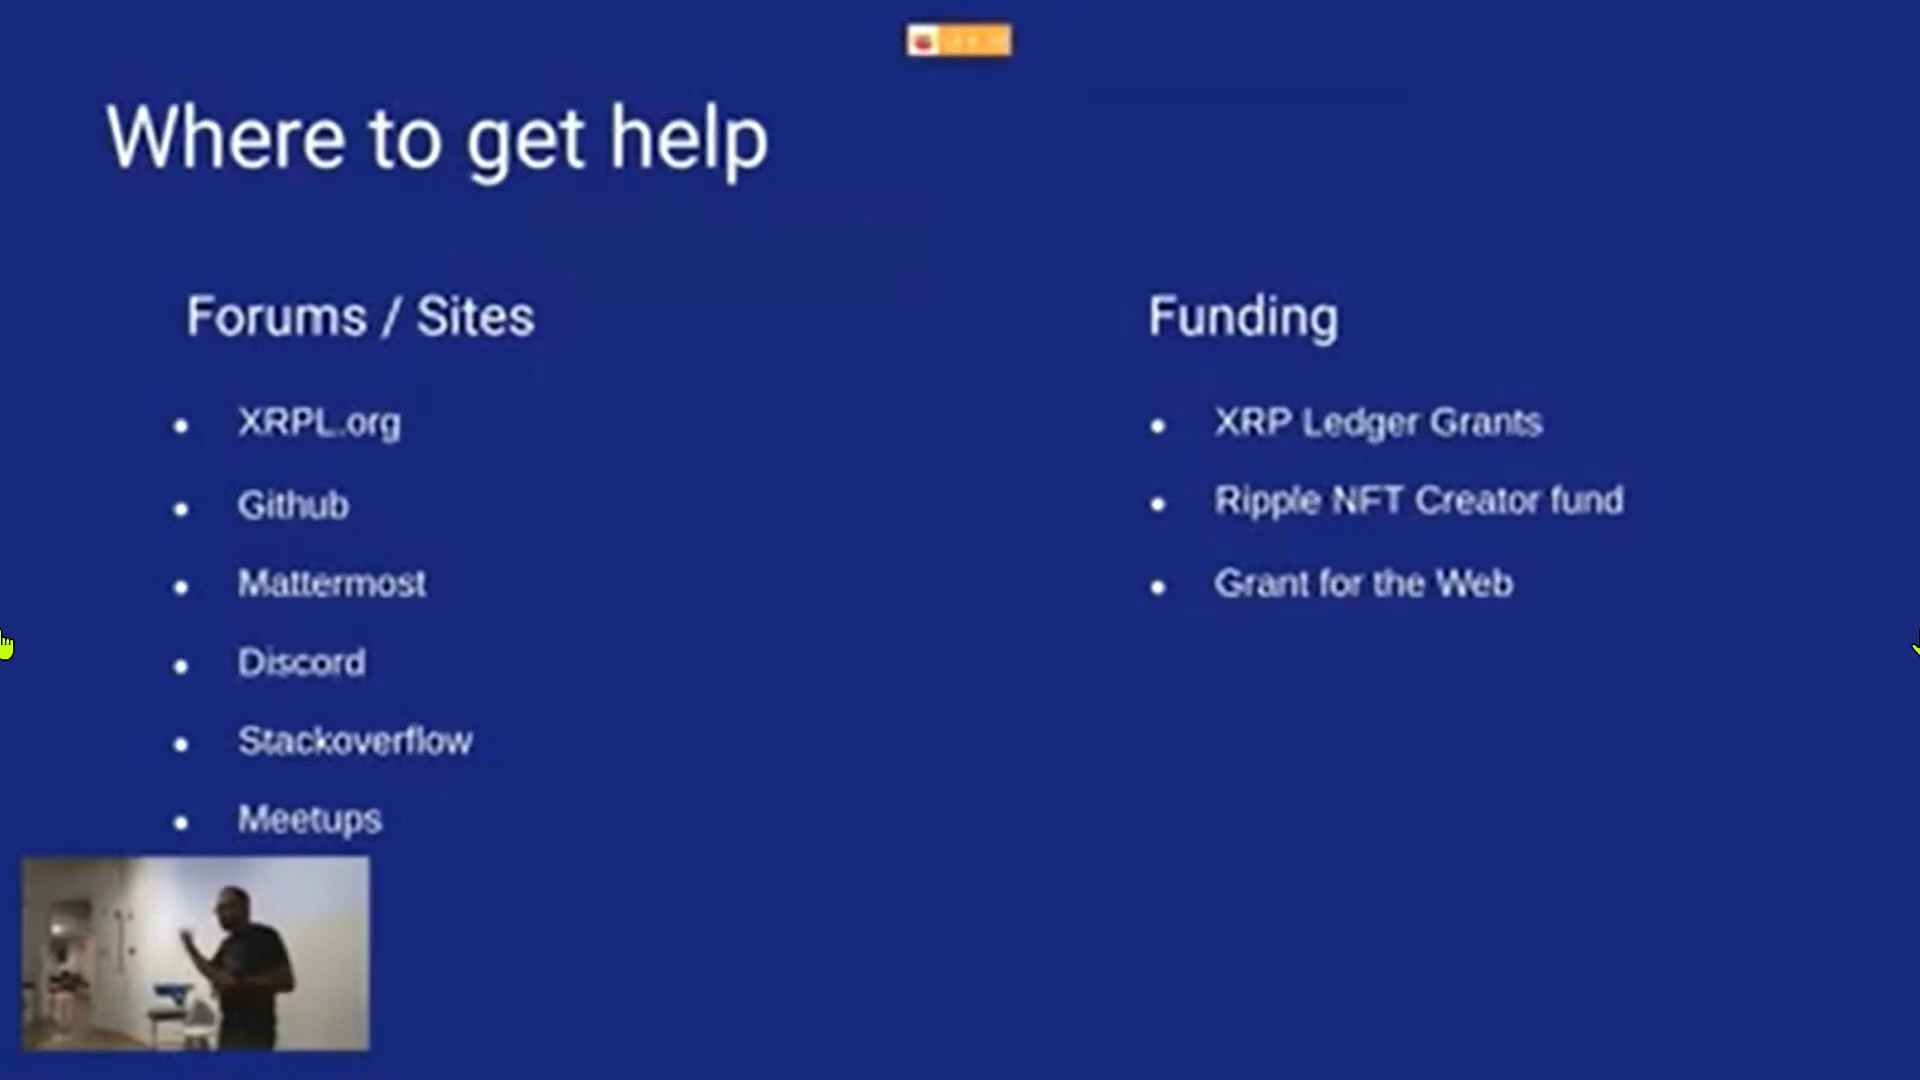 Where to get help
Forums / Sites
XRPL.org
Github
Mattermost
Discord
Stackoverflow
Meetups
Funding
XRP Ledger Grants
Ripple NFT Creator fund
Grant for the Web